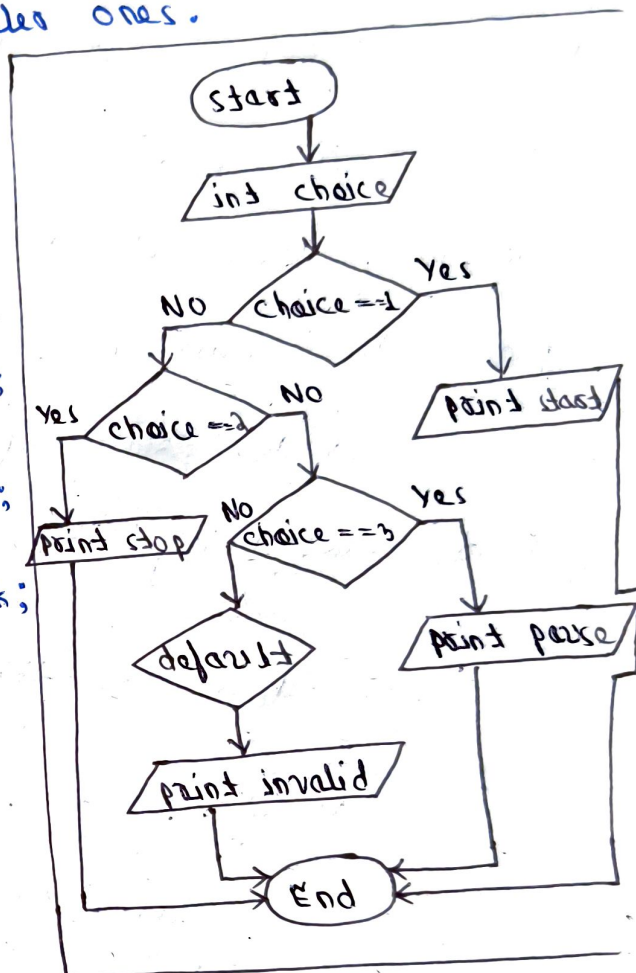 ones.
start
int choice
choice ==1
Yes
NO
print start
choice ==2
Yes
NO
print stop
choice ==3
NO
Yes
default
print pause
print invalid
End
;
;
;